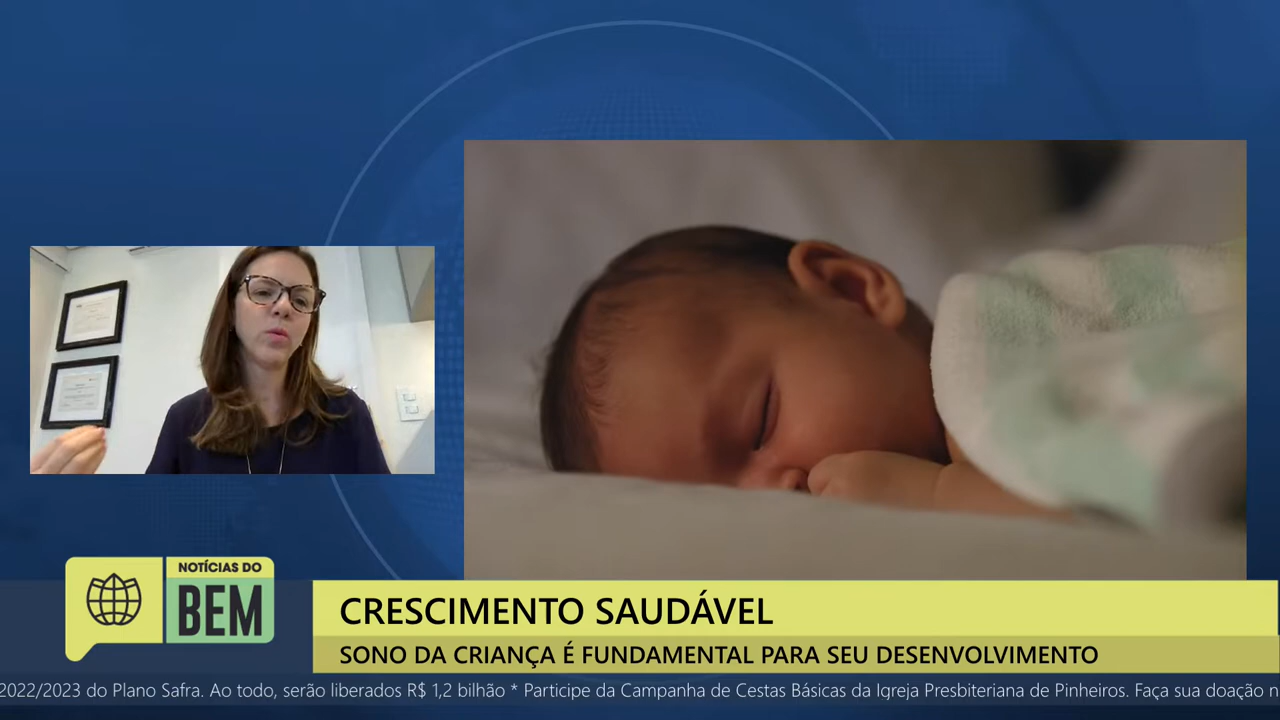 NOTÍCIAS DO
BEM
CRESCIMENTO SAUDÁVEL
SONO DA CRIANÇA É FUNDAMENTAL PARA SEU DESENVOLVIMENTO
2022/2023 do Plano Safra. Ao todo, serão liberados R$ 1,2 bilhão * Participe da Campanha de Cestas Básicas da Igreja Presbiteriana de Pinheiros. Faça sua doação n